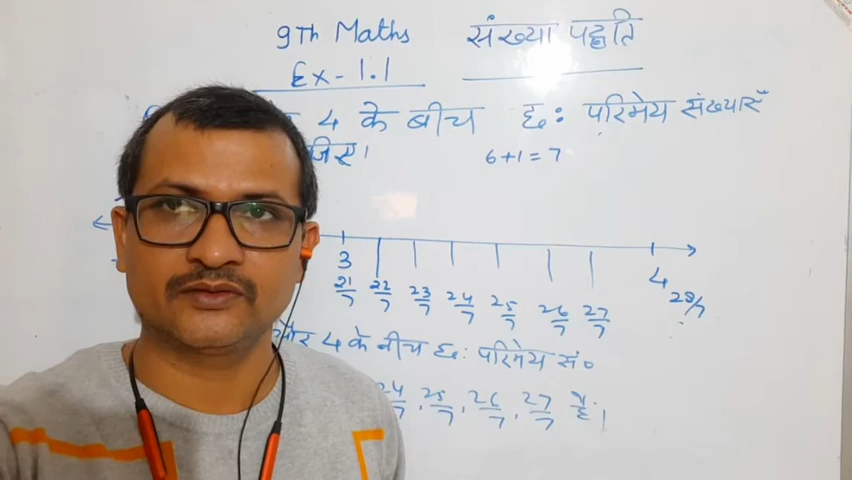 9Th Maths संख्या पद्धति
Ex-1.1
4 के बीच छः परिमेय संख्याएँ
जिए।
6+1=7
3 4
21/7 22/7 23/7 24/7 25/7 26/7 27/7 28/7
और 4 के बीच छः परिमेय सं०
24/7, 25/7, 26/7, 27/7 है।